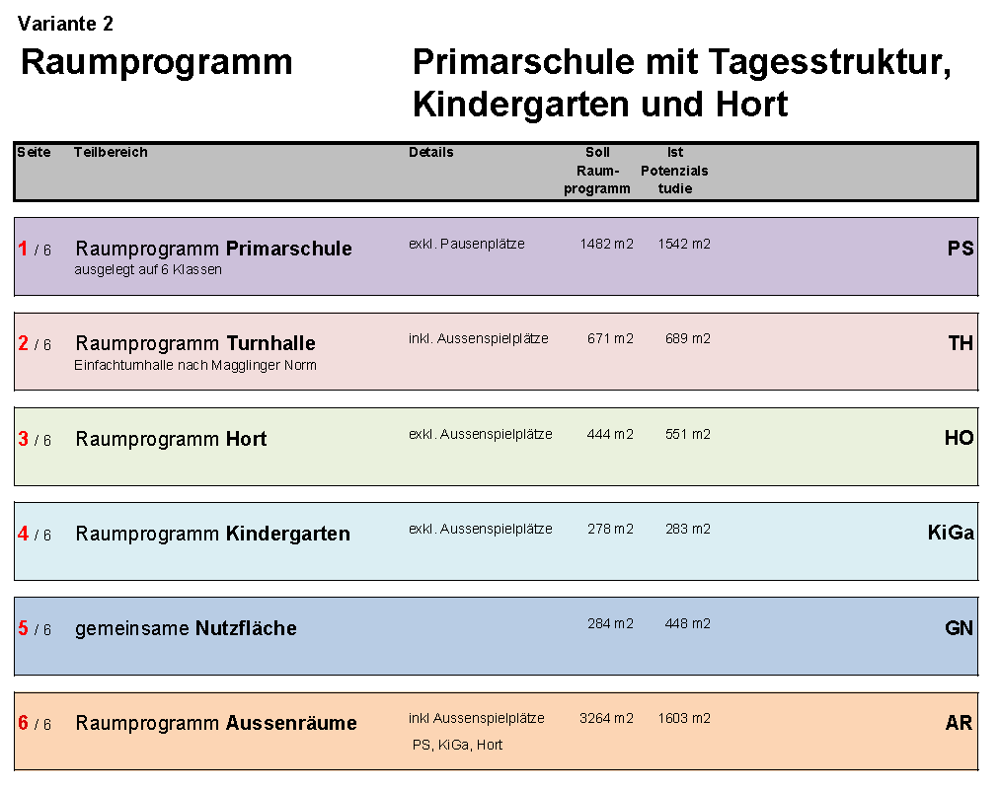 Variante 2
Raumprogramm Primarschule mit Tagesstruktur,
Kindergarten und Hort
Seite Teilbereich Details Soll Ist
Raum- Potenzials
programm tudie
1 / 6 Raumprogramm Primarschule exkl. Pausenplätze 1482 m2 1542 m2 PS
ausgelegt auf 6 Klassen
2 / 6 Raumprogramm Turnhalle inkl. Aussenspielplätze 671 m2 689 m2 TH
Einfachturnhalle nach Magglinger Norm
3 / 6 Raumprogramm Hort exkl. Aussenspielplätze 444 m2 551 m2 HO
4 / 6 Raumprogramm Kindergarten exkl. Aussenspielplätze 278 m2 283 m2 KiGa
5 / 6 gemeinsame Nutzfläche 284 m2 448 m2 GN
6 / 6 Raumprogramm Aussenräume inkl Aussenspielplätze 3264 m2 1603 m2 AR
PS, KiGa, Hort